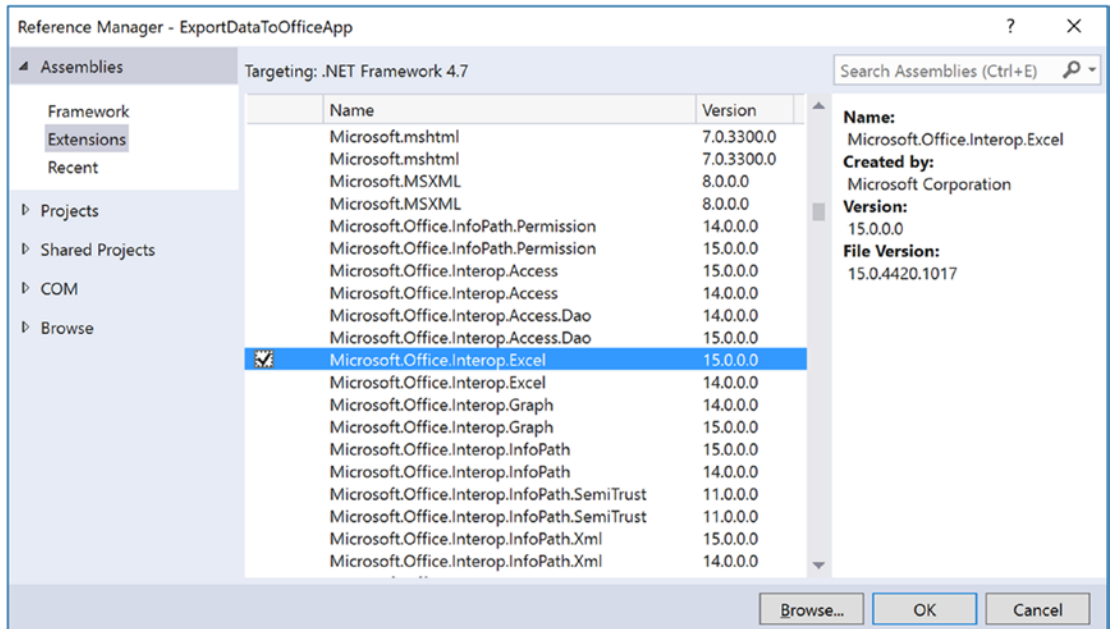 Reference Manager - ExportDataToOfficeApp
? ×
Assemblies
Framework
Extensions
Recent
Projects
Shared Projects
COM
Browse
Targeting: .NET Framework 4.7
Search Assemblies (Ctrl+E)
Name Version
Microsoft.mshtml 7.0.3300.0
Microsoft.mshtml 7.0.3300.0
Microsoft.MSXML 8.0.0.0
Microsoft.MSXML 8.0.0.0
Microsoft.Office.InfoPath.Permission 14.0.0.0
Microsoft.Office.InfoPath.Permission 15.0.0.0
Microsoft.Office.Interop.Access 15.0.0.0
Microsoft.Office.Interop.Access 14.0.0.0
Microsoft.Office.Interop.Access.Dao 14.0.0.0
Microsoft.Office.Interop.Access.Dao 15.0.0.0
Microsoft.Office.Interop.Excel 15.0.0.0
Microsoft.Office.Interop.Excel 14.0.0.0
Microsoft.Office.Interop.Graph 14.0.0.0
Microsoft.Office.Interop.Graph 15.0.0.0
Microsoft.Office.Interop.InfoPath 15.0.0.0
Microsoft.Office.Interop.InfoPath 14.0.0.0
Microsoft.Office.Interop.InfoPath.SemiTrust 11.0.0.0
Microsoft.Office.Interop.InfoPath.SemiTrust 11.0.0.0
Microsoft.Office.Interop.InfoPath.Xml 15.0.0.0
Microsoft.Office.Interop.InfoPath.Xml 14.0.0.0
Name:
Microsoft.Office.Interop.Excel
Created by:
Microsoft Corporation
Version:
15.0.0.0
File Version:
15.0.4420.1017
Browse... OK Cancel